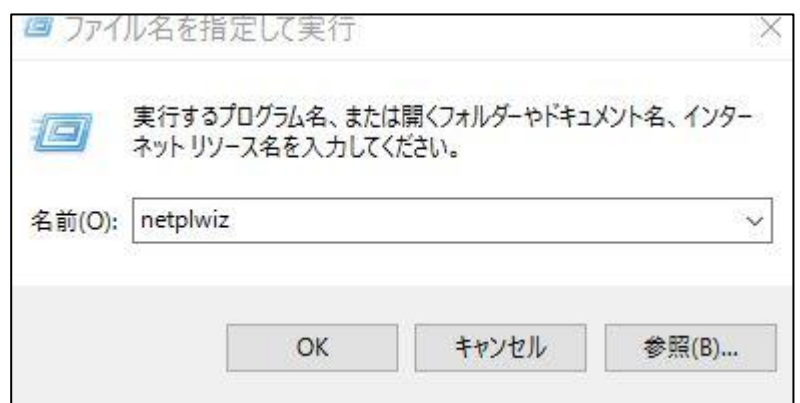 ファイル名を指定して実行
実行するプログラム名、または開くフォルダーやドキュメント名、インター
ネット リソース名を入力してください。
名前(O): netplwiz
OK キャンセル 参照(B)...